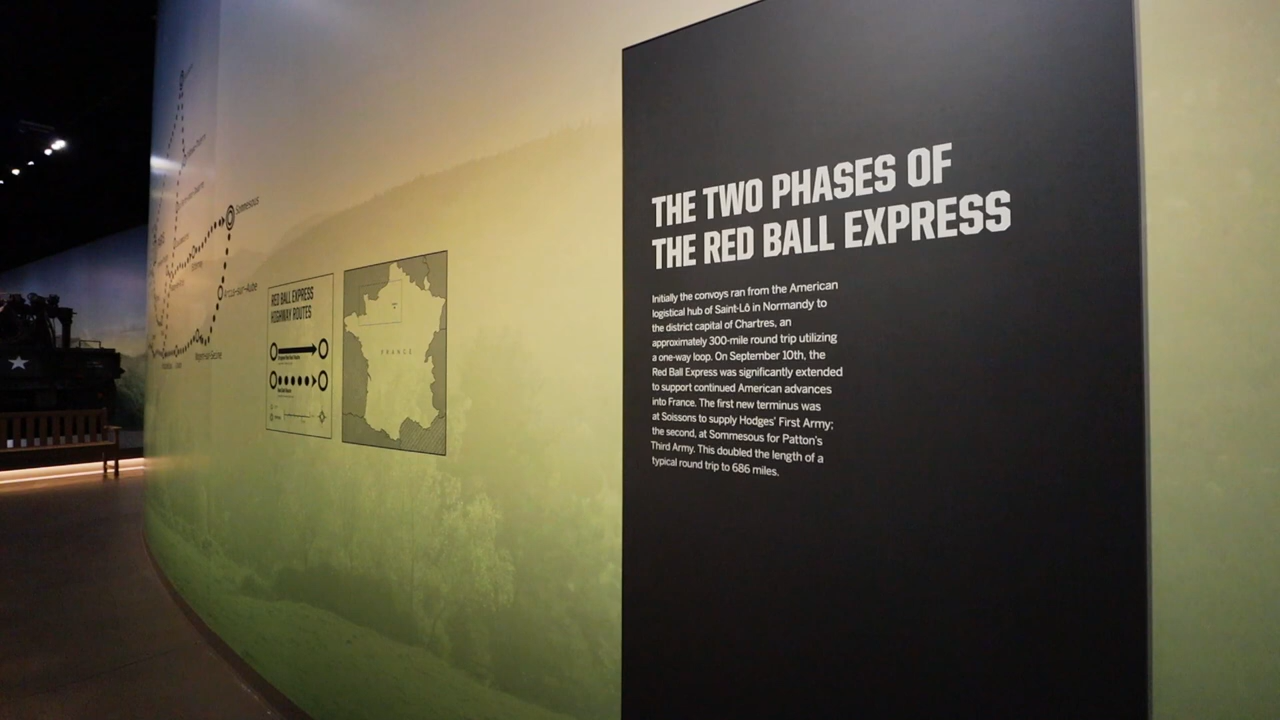 Sommesous
Arcis-sur-Aube
RED BALL EXPRESS
HIGHWAY ROUTES
FRANCE
THE TWO PHASES OF
THE RED BALL EXPRESS
Initially the convoys ran from the American
logistical hub of Saint-Lô in Normandy to
the district capital of Chartres, an
approximately 300-mile round trip utilizing
a one-way loop. On September 10th, the
Red Ball Express was significantly extended
to support continued American advances
into France. The first new terminus was
at Soissons to supply Hodges' First Army;
the second, at Sommesous for Patton's
Third Army. This doubled the length of a
typical round trip to 686 miles.